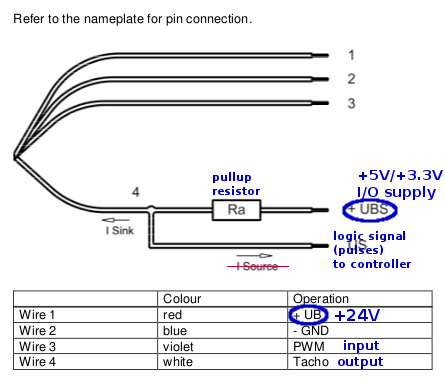 Refer to the nameplate for pin connection.
1
2
3
4
pullup
resistor
+5V/+3.3V
I/O supply
Ra
+ UBS
I Sink
logic signal
(pulses)
US
to controller
I Source
Colour Operation
Wire 1 red + UB +24V
Wire 2 blue - GND
Wire 3 violet PWM input
Wire 4 white Tacho output